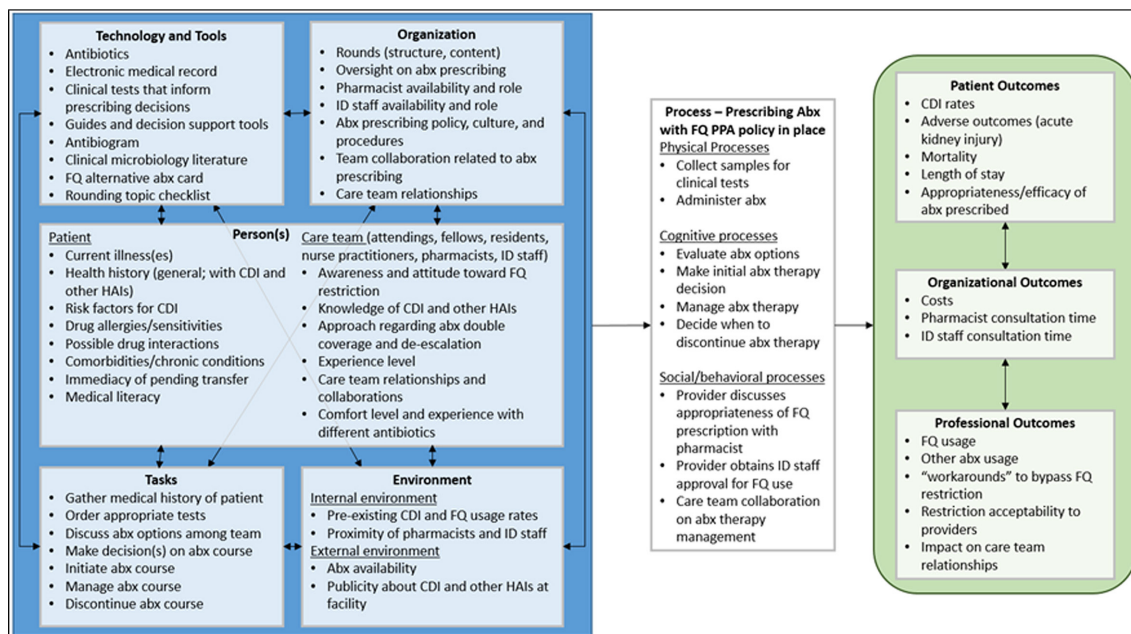 Technology and Tools
• Antibiotics
• Electronic medical record
• Clinical tests that inform
prescribing decisions
• Guides and decision support tools
• Antibiogram
• Clinical microbiology literature
• FQ alternative abx card
• Rounding topic checklist
Organization
• Rounds (structure, content)
• Oversight on abx prescribing
• Pharmacist availability and role
• ID staff availability and role
• Abx prescribing policy, culture, and
procedures
• Team collaboration related to abx
prescribing
• Care team relationships
Person(s)
Patient
• Current illness(es)
• Health history (general; with CDI and
other HAIs)
• Risk factors for CDI
• Drug allergies/sensitivities
• Possible drug interactions
• Comorbidities/chronic conditions
• Immediacy of pending transfer
• Medical literacy
Care team (attendings, fellows, residents,
nurse practitioners, pharmacists, ID staff)
• Awareness and attitude toward FQ
restriction
• Knowledge of CDI and other HAIs
• Approach regarding abx double
coverage and de-escalation
• Experience level
• Care team relationships and
collaborations
• Comfort level and experience with
different antibiotics
Tasks
• Gather medical history of patient
• Order appropriate tests
• Discuss abx options among team
• Make decision(s) on abx course
• Initiate abx course
• Manage abx course
• Discontinue abx course
Environment
Internal environment
• Pre-existing CDI and FQ usage rates
• Proximity of pharmacists and ID staff
External environment
• Abx availability
• Publicity about CDI and other HAIs at
facility
Process – Prescribing Abx
with FQ PPA policy in place
Physical Processes
• Collect samples for
clinical tests
• Administer abx
Cognitive processes
• Evaluate abx options
• Make initial abx therapy
decision
• Manage abx therapy
• Decide when to
discontinue abx therapy
Social/behavioral processes
• Provider discusses
appropriateness of FQ
prescription with
pharmacist
• Provider obtains ID staff
approval for FQ use
• Care team collaboration
on abx therapy
management
Patient Outcomes
• CDI rates
• Adverse outcomes (acute
kidney injury)
• Mortality
• Length of stay
• Appropriateness/efficacy of
abx prescribed
Organizational Outcomes
• Costs
• Pharmacist consultation time
• ID staff consultation time
Professional Outcomes
• FQ usage
• Other abx usage
• “workarounds” to bypass FQ
restriction
• Restriction acceptability to
providers
• Impact on care team
relationships